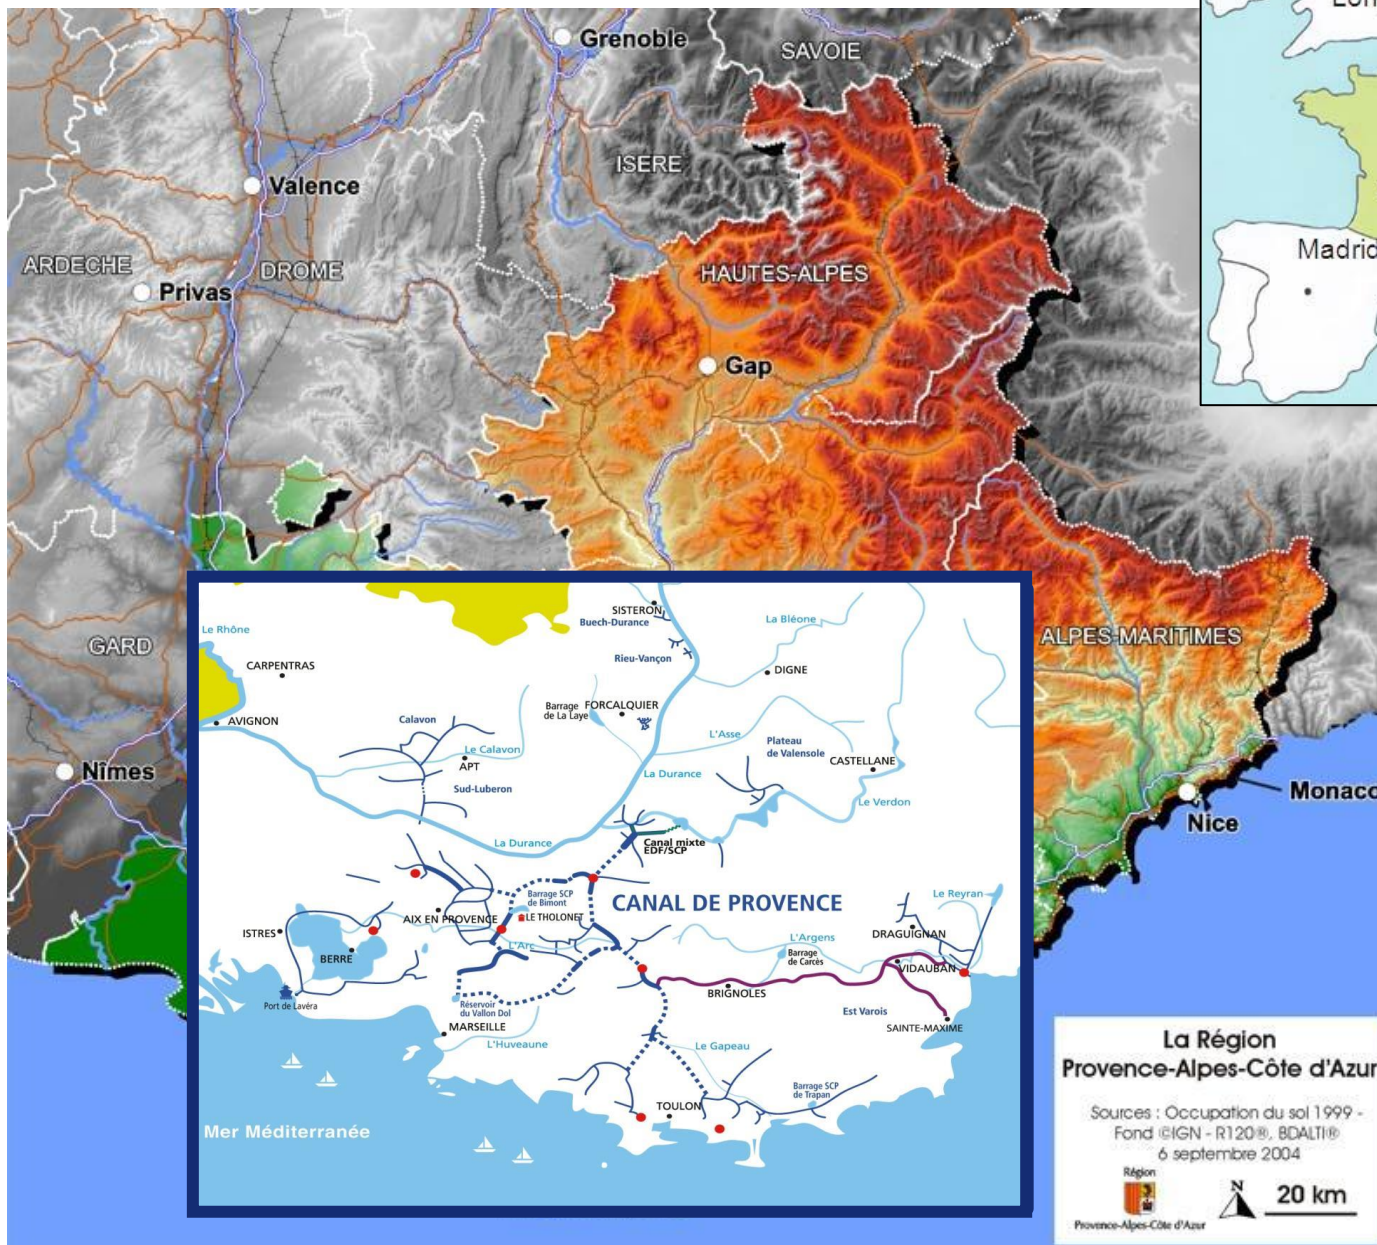 Grenoble
SAVOIE
ISERE
Valence
ARDECHE
DROME
Privas
HAUTES-ALPES
Gap
Madrid
GARD
ALPES-MARITIMES
Nîmes
Monaco
Nice
SISTERON
Buech-Durance
La Bléone
Le Rhône
CARPENTRAS
Rieu-Vançon
DIGNE
Barrage
de La Laye
FORCALQUIER
AVIGNON
Calavon
Le Calavon
APT
L'Asse
Plateau
de Valensole
CASTELLANE
La Durance
Sud-Luberon
Le Verdon
La Durance
Canal mixte
EDF/SCP
Barrage SCP
de Bimont
CANAL DE PROVENCE
Le Reyran
AIX EN PROVENCE
LE THOLONET
ISTRES
L'Arc
L'Argens
DRAGUIGNAN
BERRE
Barrage
de Carcès
VIDAUBAN
BRIGNOLES
Port de Lavéra
Réservoir
du Vallon Dol
Est Varois
MARSEILLE
SAINTE-MAXIME
L'Huveaune
Le Gapeau
Barrage SCP
de Trapan
TOULON
Mer Méditerranée
La Région
Provence-Alpes-Côte d'Azur
Sources : Occupation du sol 1999 -
Fond ©IGN - R120®, BDALTI®
6 septembre 2004
Région
Provence-Alpes-Côte d'Azur
N
20 km